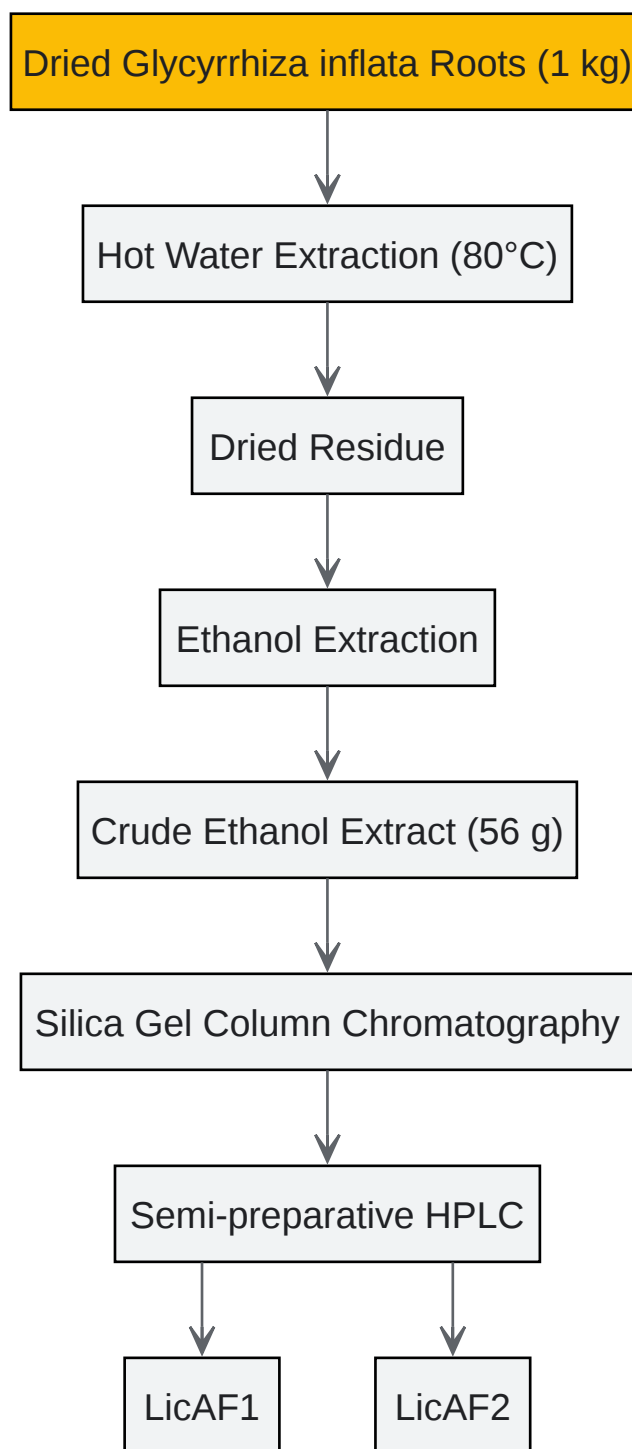 Dried Glycyrrhiza inflata Roots (1 kg)
Hot Water Extraction (80°C)
Dried Residue
Ethanol Extraction
Crude Ethanol Extract (56 g)
Silica Gel Column Chromatography
Semi-preparative HPLC
LicAF1
LicAF2